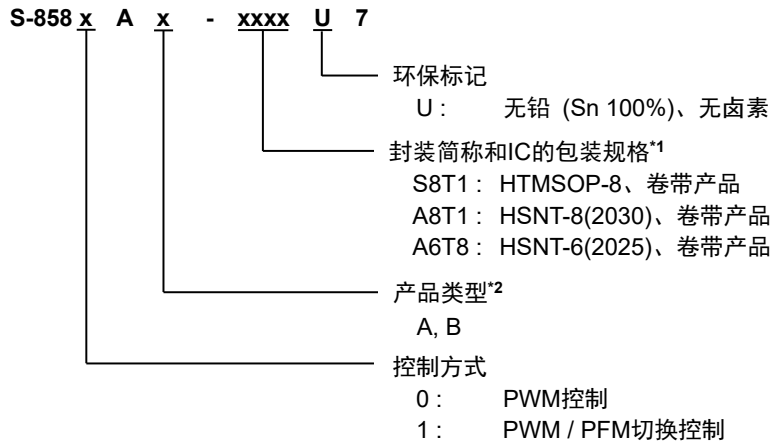 S-858 x A x - xxxx U 7
环保标记
U : 无铅 (Sn 100%)、无卤素
封装简称和IC的包装规格*1
S8T1 : HTMSOP-8、卷带产品
A8T1 : HSNT-8(2030)、卷带产品
A6T8 : HSNT-6(2025)、卷带产品
产品类型*2
A, B
控制方式
0 : PWM控制
1 : PWM / PFM切换控制